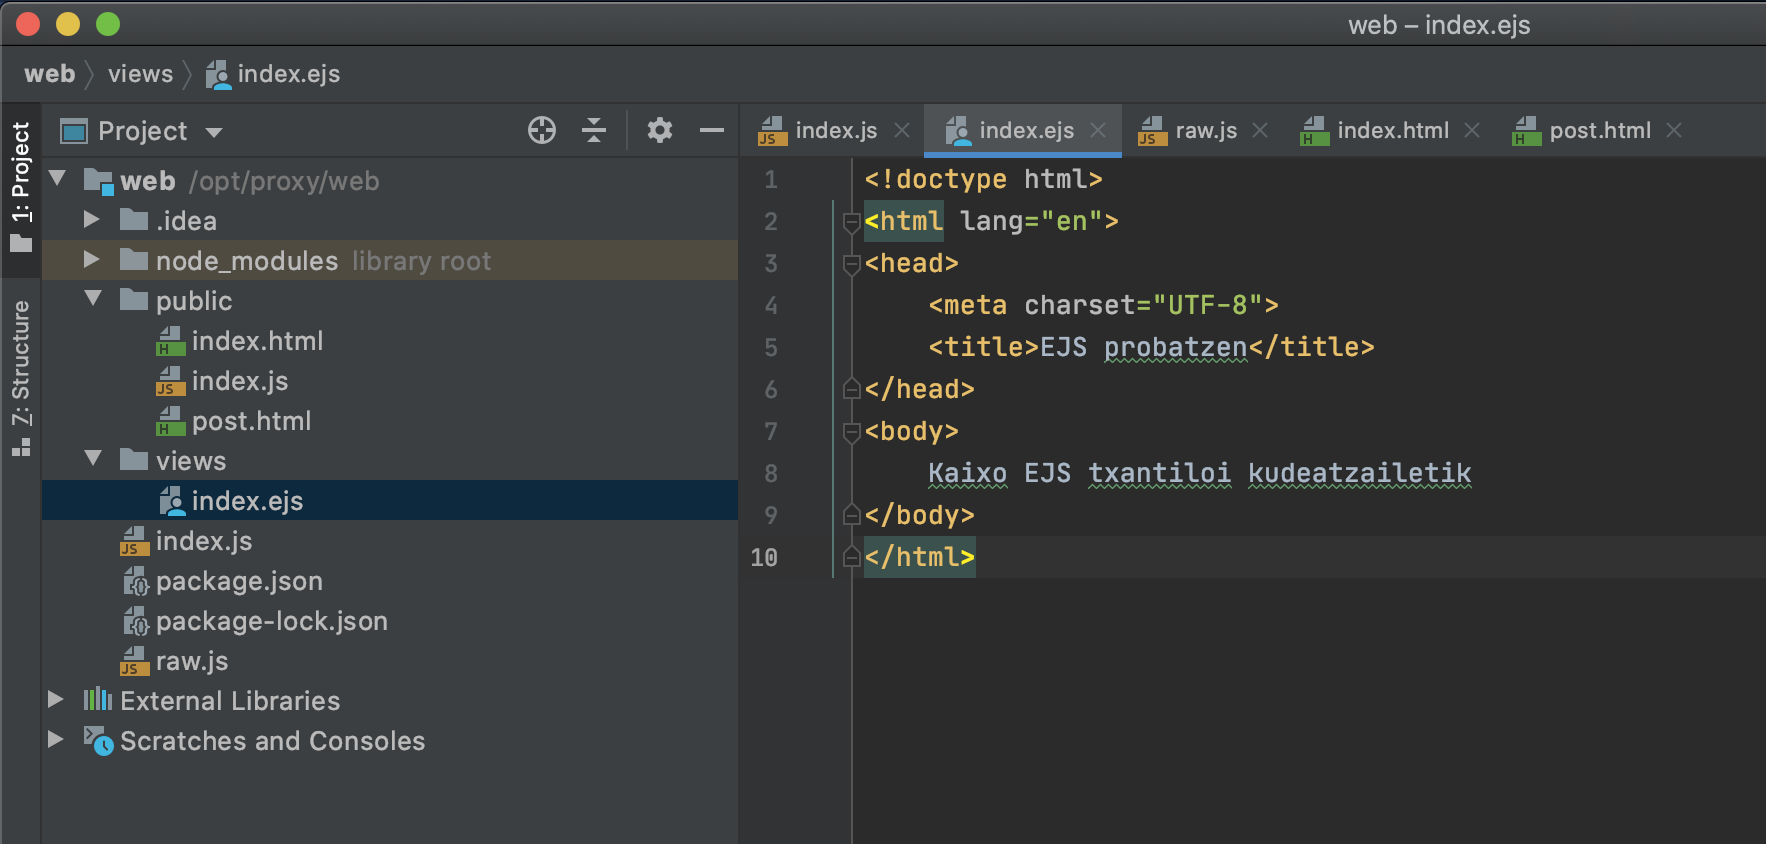 web – index.ejs
web views index.ejs
1: Project
7: Structure
Project
web /opt/proxy/web
.idea
node_modules library root
public
index.html
index.js
post.html
views
index.ejs
index.js
package.json
package-lock.json
raw.js
External Libraries
Scratches and Consoles
index.js index.ejs raw.js index.html post.html
1 <!doctype html>
2 <html lang="en">
3 <head>
4     <meta charset="UTF-8">
5     <title>EJS probatzen</title>
6 </head>
7 <body>
8     Kaixo EJS txantiloi kudeatzailetik
9 </body>
10 </html>